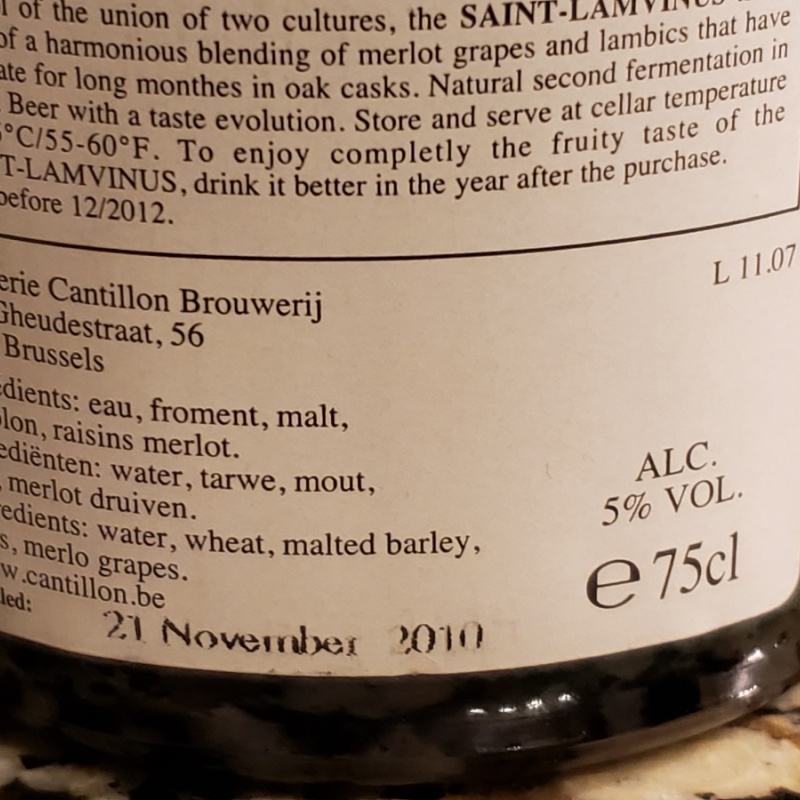 of the union of two cultures, the SAINT-LAMVINUS
of a harmonious blending of merlot grapes and lambics that have
ate for long monthes in oak casks. Natural second fermentation in
Beer with a taste evolution. Store and serve at cellar temperature
°C/55-60°F. To enjoy completly the fruity taste of the
T-LAMVINUS, drink it better in the year after the purchase.
before 12/2012.
L 11.07
erie Cantillon Brouwerij
Gheudestraat, 56
Brussels
édients: eau, froment, malt,
lon, raisins merlot.
ediënten: water, tarwe, mout,
, merlot druiven.
redients: water, wheat, malted barley,
s, merlo grapes.
w.cantillon.be
led:
21 November 2010
ALC.
5% VOL.
e 75cl